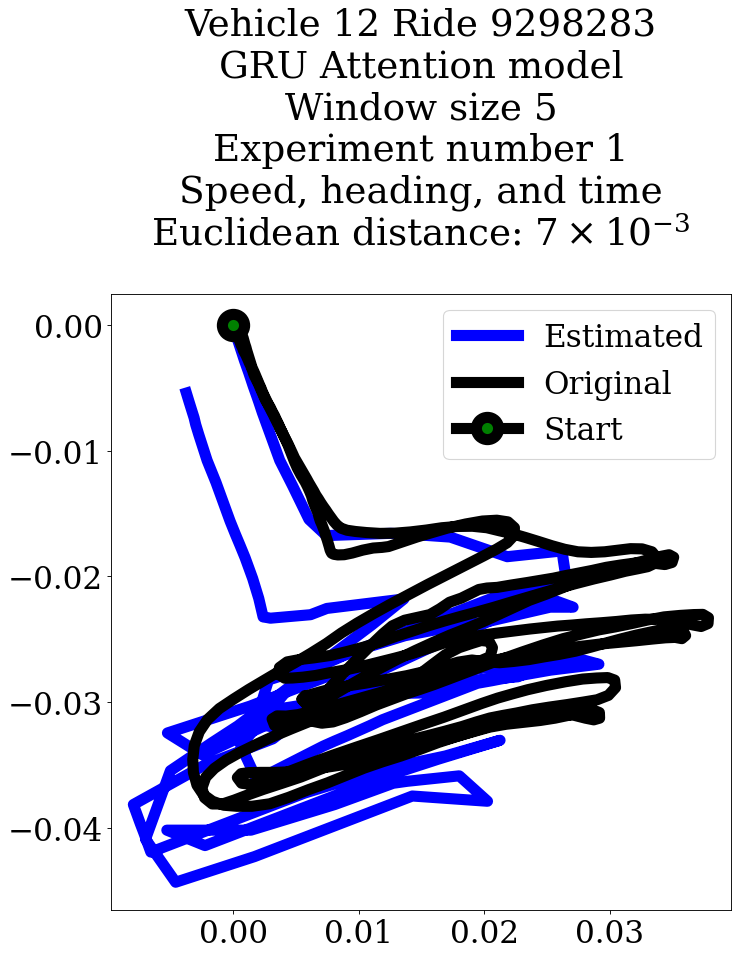 Vehicle 12 Ride 9298283
GRU Attention model
Window size 5
Experiment number 1
Speed, heading, and time
Euclidean distance: 7 × 10⁻³
Estimated
Original
Start
0.00
−0.01
−0.02
−0.03
−0.04
0.00 0.01 0.02 0.03